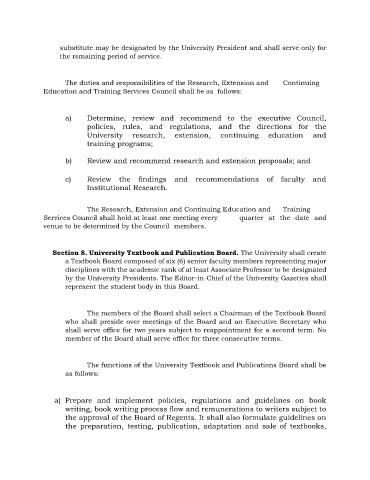 substitute may be designated by the University President and shall serve only for
the remaining period of service.
The duties and responsibilities of the Research, Extension and Continuing
Education and Training Services Council shall be as follows:
a) Determine, review and recommend to the executive Council,
policies, rules, and regulations, and the directions for the
University research, extension, continuing education and
training programs;
b) Review and recommend research and extension proposals; and
c) Review the findings and recommendations of faculty and
Institutional Research.
The Research, Extension and Continuing Education and Training
Services Council shall hold at least one meeting every quarter at the date and
venue to be determined by the Council members.
Section 8. University Textbook and Publication Board. The University shall create
a Textbook Board composed of six (6) senior faculty members representing major
disciplines with the academic rank of at least Associate Professor to be designated
by the University Presidents. The Editor-in-Chief of the University Gazettes shall
represent the student body in this Board.
The members of the Board shall select a Chairman of the Textbook Board
who shall preside over meetings of the Board and an Executive Secretary who
shall serve office for two years subject to reappointment for a second term. No
member of the Board shall serve office for three consecutive terms.
The functions of the University Textbook and Publications Board shall be
as follows:
a) Prepare and implement policies, regulations and guidelines on book
writing, book writing process flow and remunerations to writers subject to
the approval of the Board of Regents. It shall also formulate guidelines on
the preparation, testing, publication, adaptation and sale of textbooks,